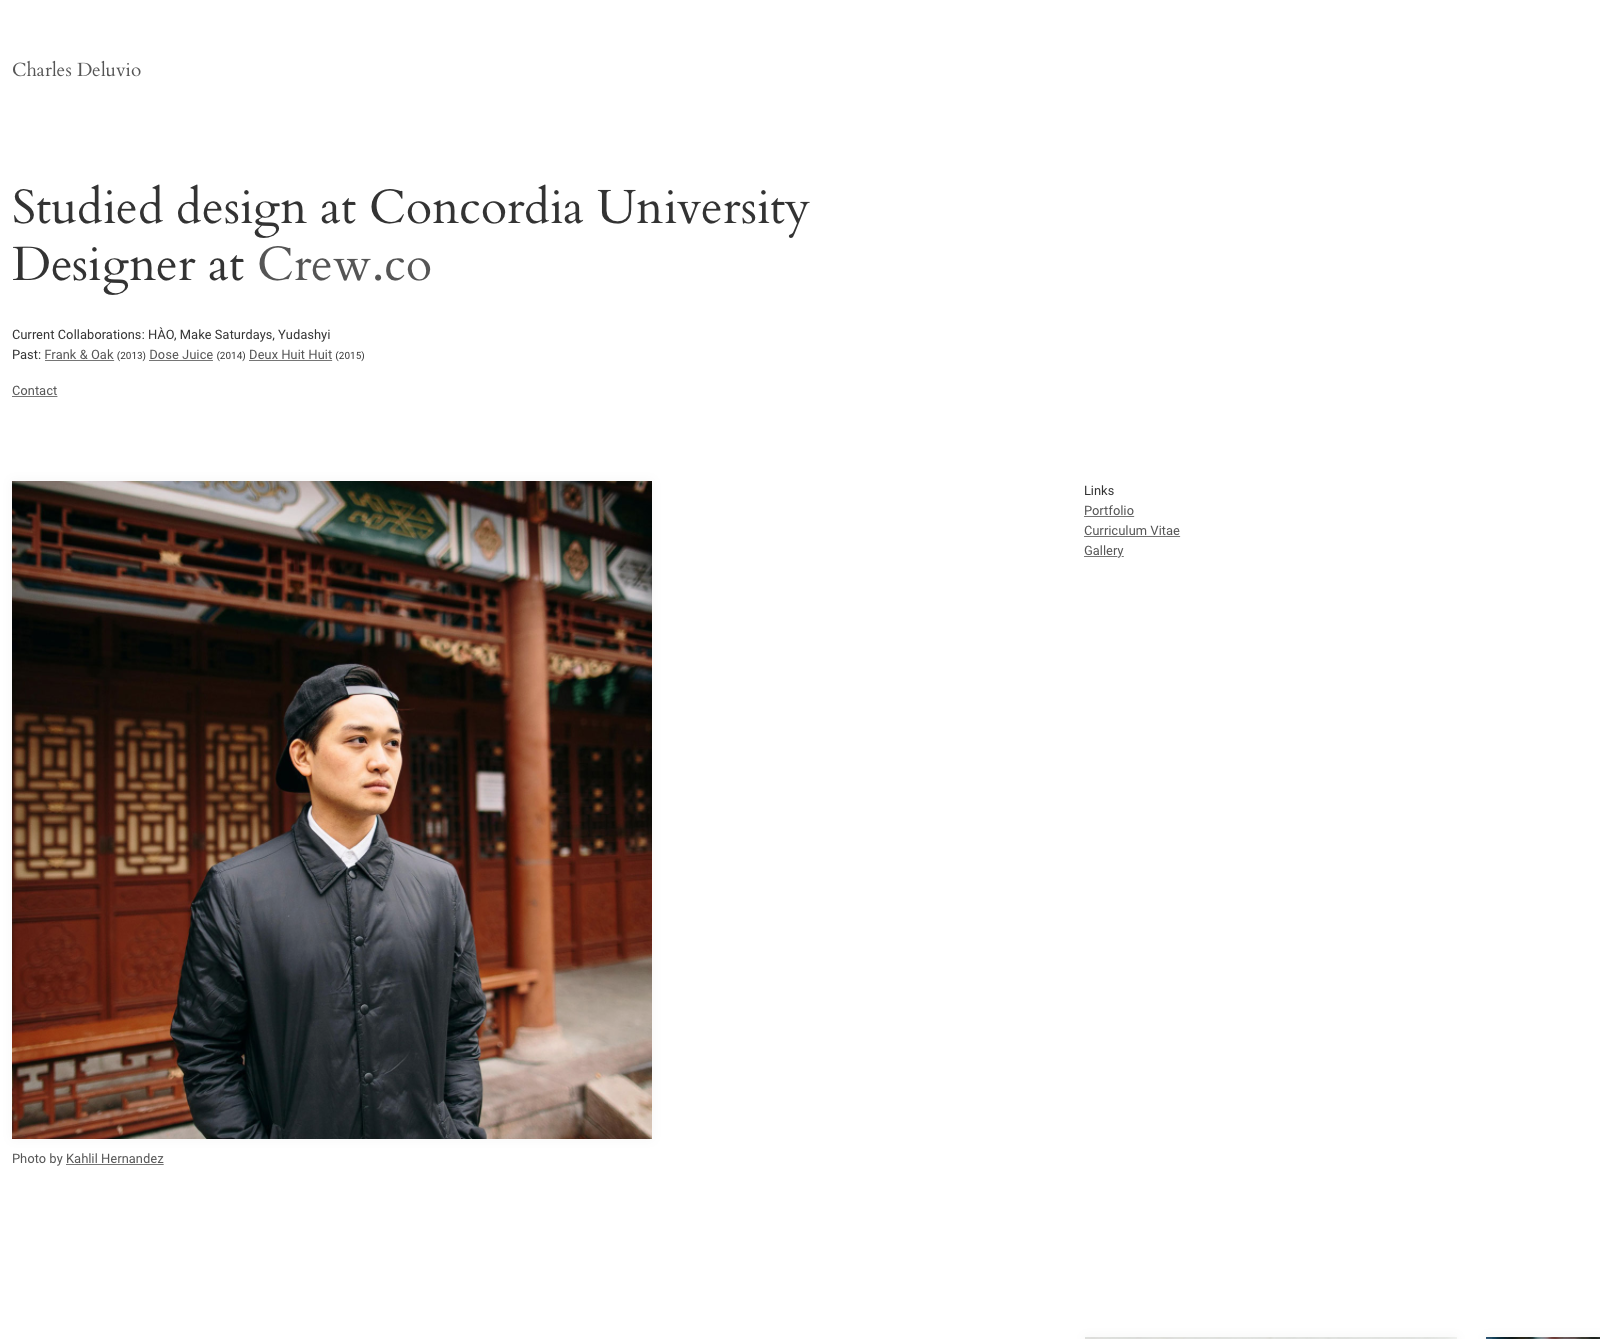 Charles Deluvio
Studied design at Concordia University
Designer at Crew.co
Current Collaborations: HÀO, Make Saturdays, Yudashyi
Past: Frank & Oak (2013) Dose Juice (2014) Deux Huit Huit (2015)
Contact
Links
Portfolio
Curriculum Vitae
Gallery
Photo by Kahlil Hernandez